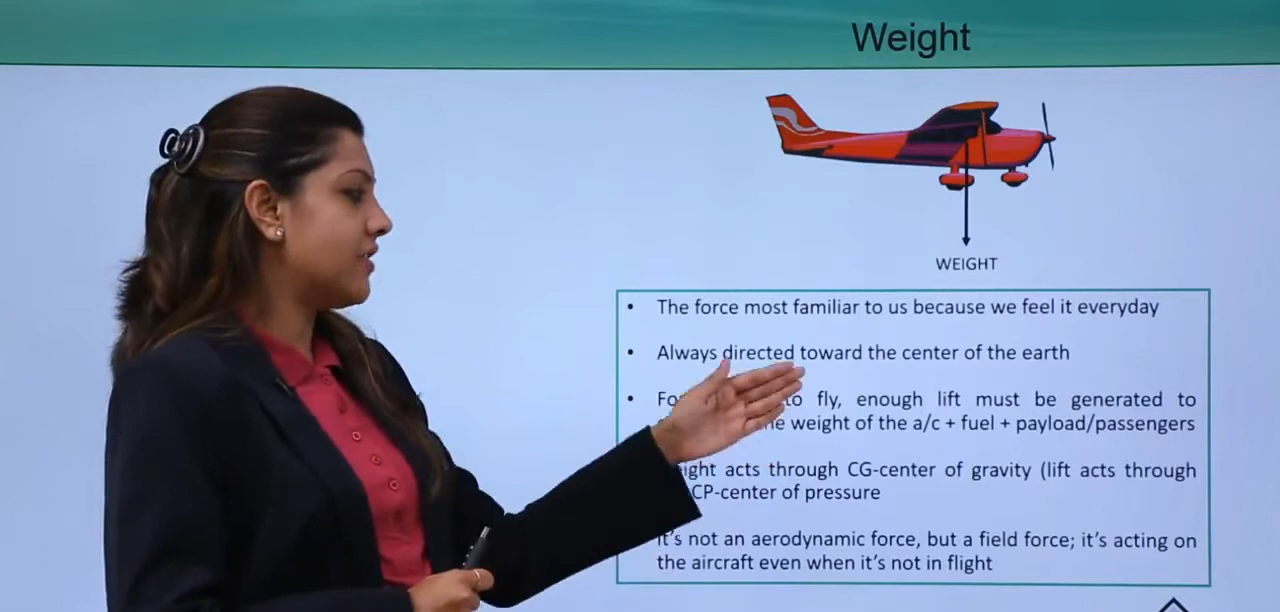 Weight
WEIGHT
• The force most familiar to us because we feel it everyday
• Always directed toward the center of the earth
• to fly, enough lift must be generated to
weight of the a/c + fuel + payload/passengers
acts through CG-center of gravity (lift acts through
CP-center of pressure
It's not an aerodynamic force, but a field force; it's acting on
the aircraft even when it's not in flight